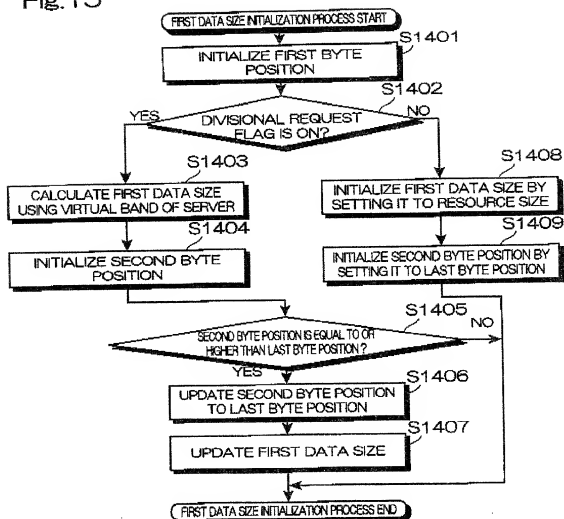 Fig.15
FIRST DATA SIZE INITIALIZATION PROCESS START
S1401
INITIALIZE FIRST BYTE
POSITION
S1402
YES
NO
DIVISIONAL REQUEST
FLAG IS ON?
S1403
CALCULATE FIRST DATA SIZE
USING VIRTUAL BAND OF SERVER
S1404
INITIALIZE SECOND BYTE
POSITION
S1408
INITIALIZE FIRST DATA SIZE BY
SETTING IT TO RESOURCE SIZE
S1409
INITIALIZE SECOND BYTE POSITION BY
SETTING IT TO LAST BYTE POSITION
S1405
NO
SECOND BYTE POSITION IS EQUAL TO OR
HIGHER THAN LAST BYTE POSITION?
YES
S1406
UPDATE SECOND BYTE POSITION
TO LAST BYTE POSITION
S1407
UPDATE FIRST DATA SIZE
FIRST DATA SIZE INITIALIZATION PROCESS END